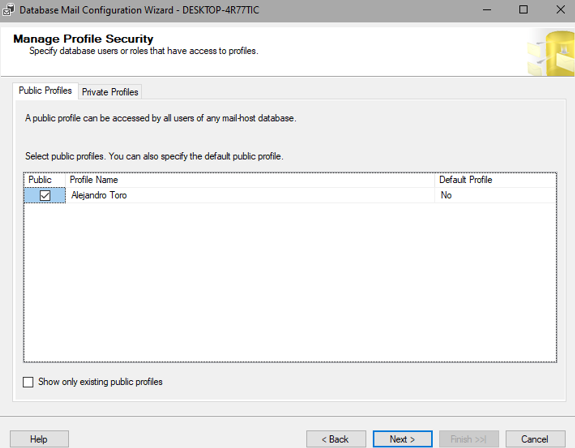 Database Mail Configuration Wizard - DESKTOP-4R77TIC
Manage Profile Security
Specify database users or roles that have access to profiles.
Public Profiles
Private Profiles
A public profile can be accessed by all users of any mail-host database.
Select public profiles. You can also specify the default public profile.
Public Profile Name Default Profile
Alejandro Toro No
Show only existing public profiles
Help < Back Next > Finish >>| Cancel